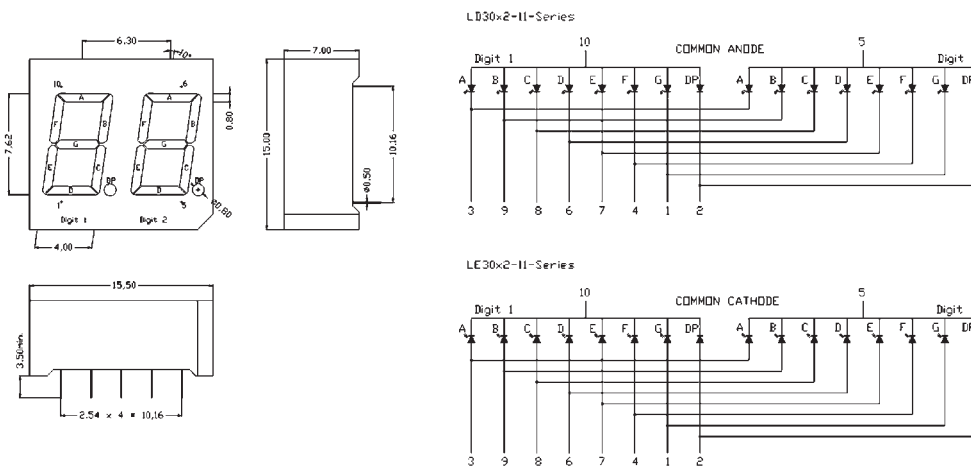 6.30
10°
10
6
A
A
F
B
F
B
G
G
E
C
E
C
D
D
DP
DP
1
5
Digit 1
Digit 2
7.62
0.80
ø0.80
4.00
7.00
15.00
10.16
ø0.50
15.50
3.50min.
2.54 x 4 = 10.16
LD30x2-11-Series
Digit 1
10
COMMON ANODE
5
Digit
A B C D E F G DP A B C D E F G DP
3 9 8 6 7 4 1 2
LE30x2-11-Series
Digit 1
10
COMMON CATHODE
5
Digit
A B C D E F G DP A B C D E F G DP
3 9 8 6 7 4 1 2